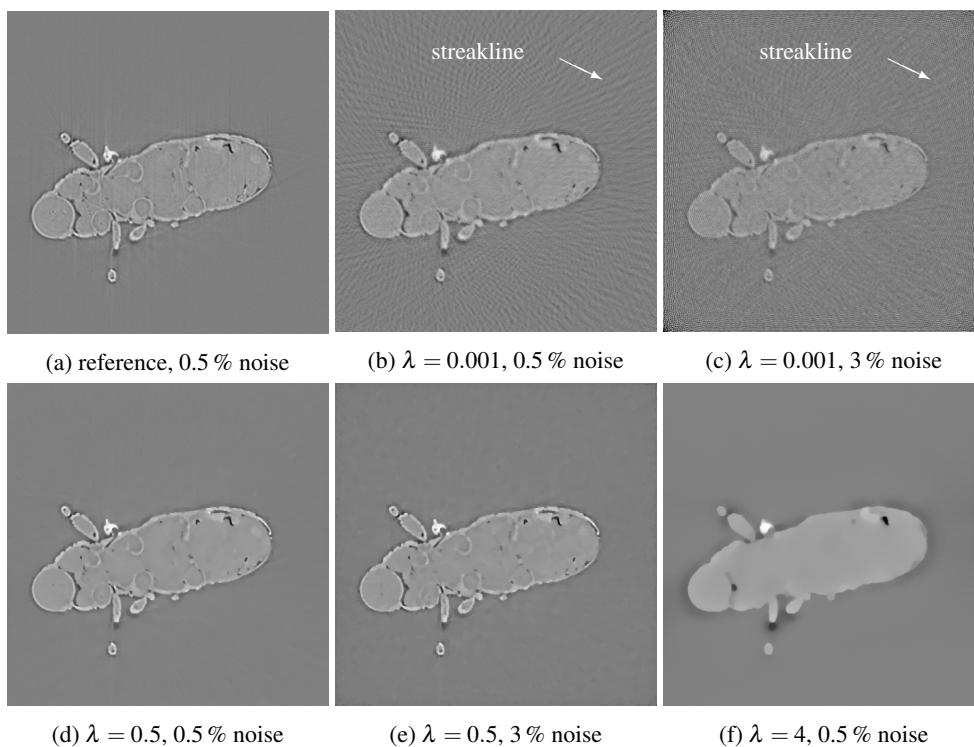 streakline
streakline
(a) reference, 0.5 % noise
(b) λ = 0.001, 0.5 % noise
(c) λ = 0.001, 3 % noise
(d) λ = 0.5, 0.5 % noise
(e) λ = 0.5, 3 % noise
(f) λ = 4, 0.5 % noise